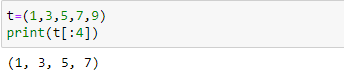 t=(1,3,5,7,9)
print(t[:4])
(1, 3, 5, 7)